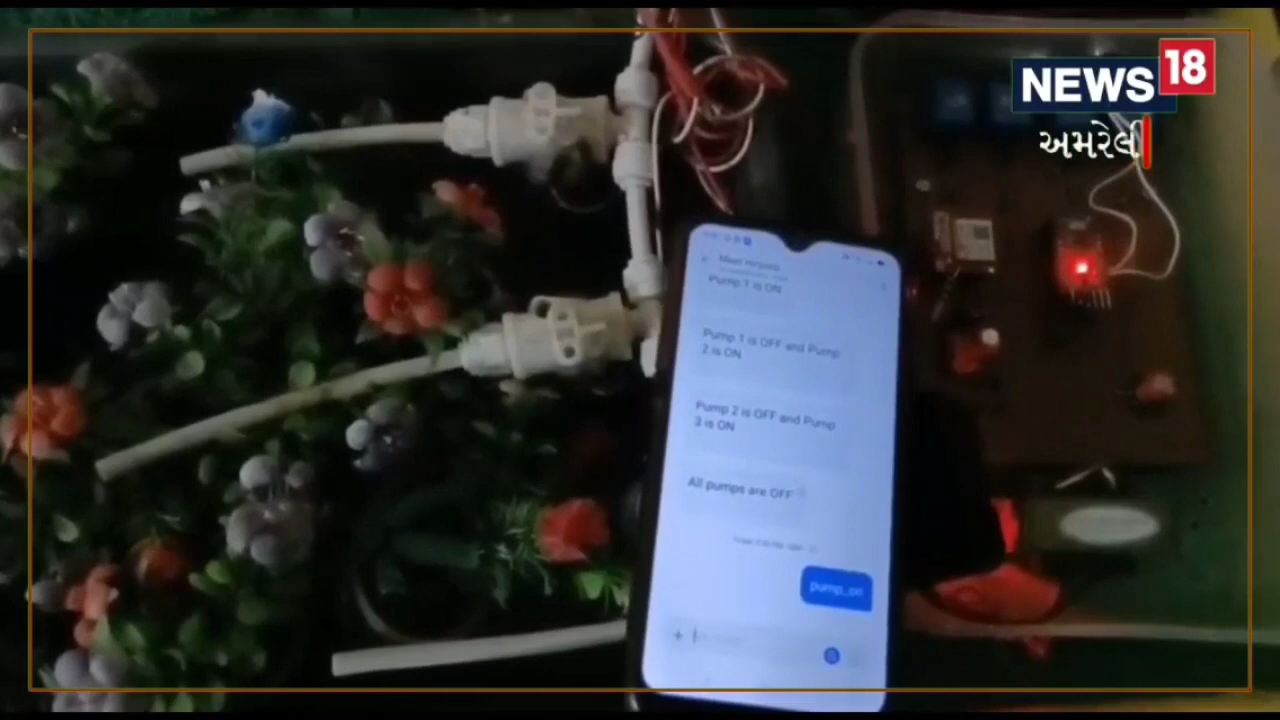 NEWS18
અમરેલી
Pump 1 is ON
Pump 1 is OFF and Pump
2 is ON
Pump 2 is OFF and Pump
3 is ON
All pumps are OFF
pump_on